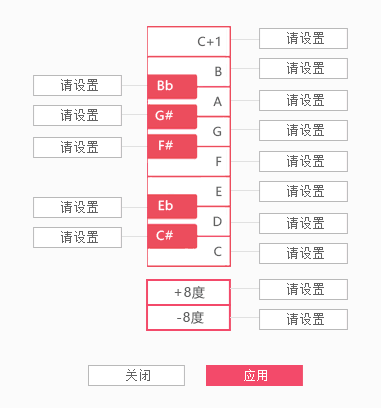 C+1 请设置
B 请设置
请设置 Bb
A 请设置
请设置 G#
G 请设置
请设置 F#
F 请设置
E 请设置
请设置 Eb
D 请设置
请设置 C#
C 请设置
+8度 请设置
-8度 请设置
关闭 应用